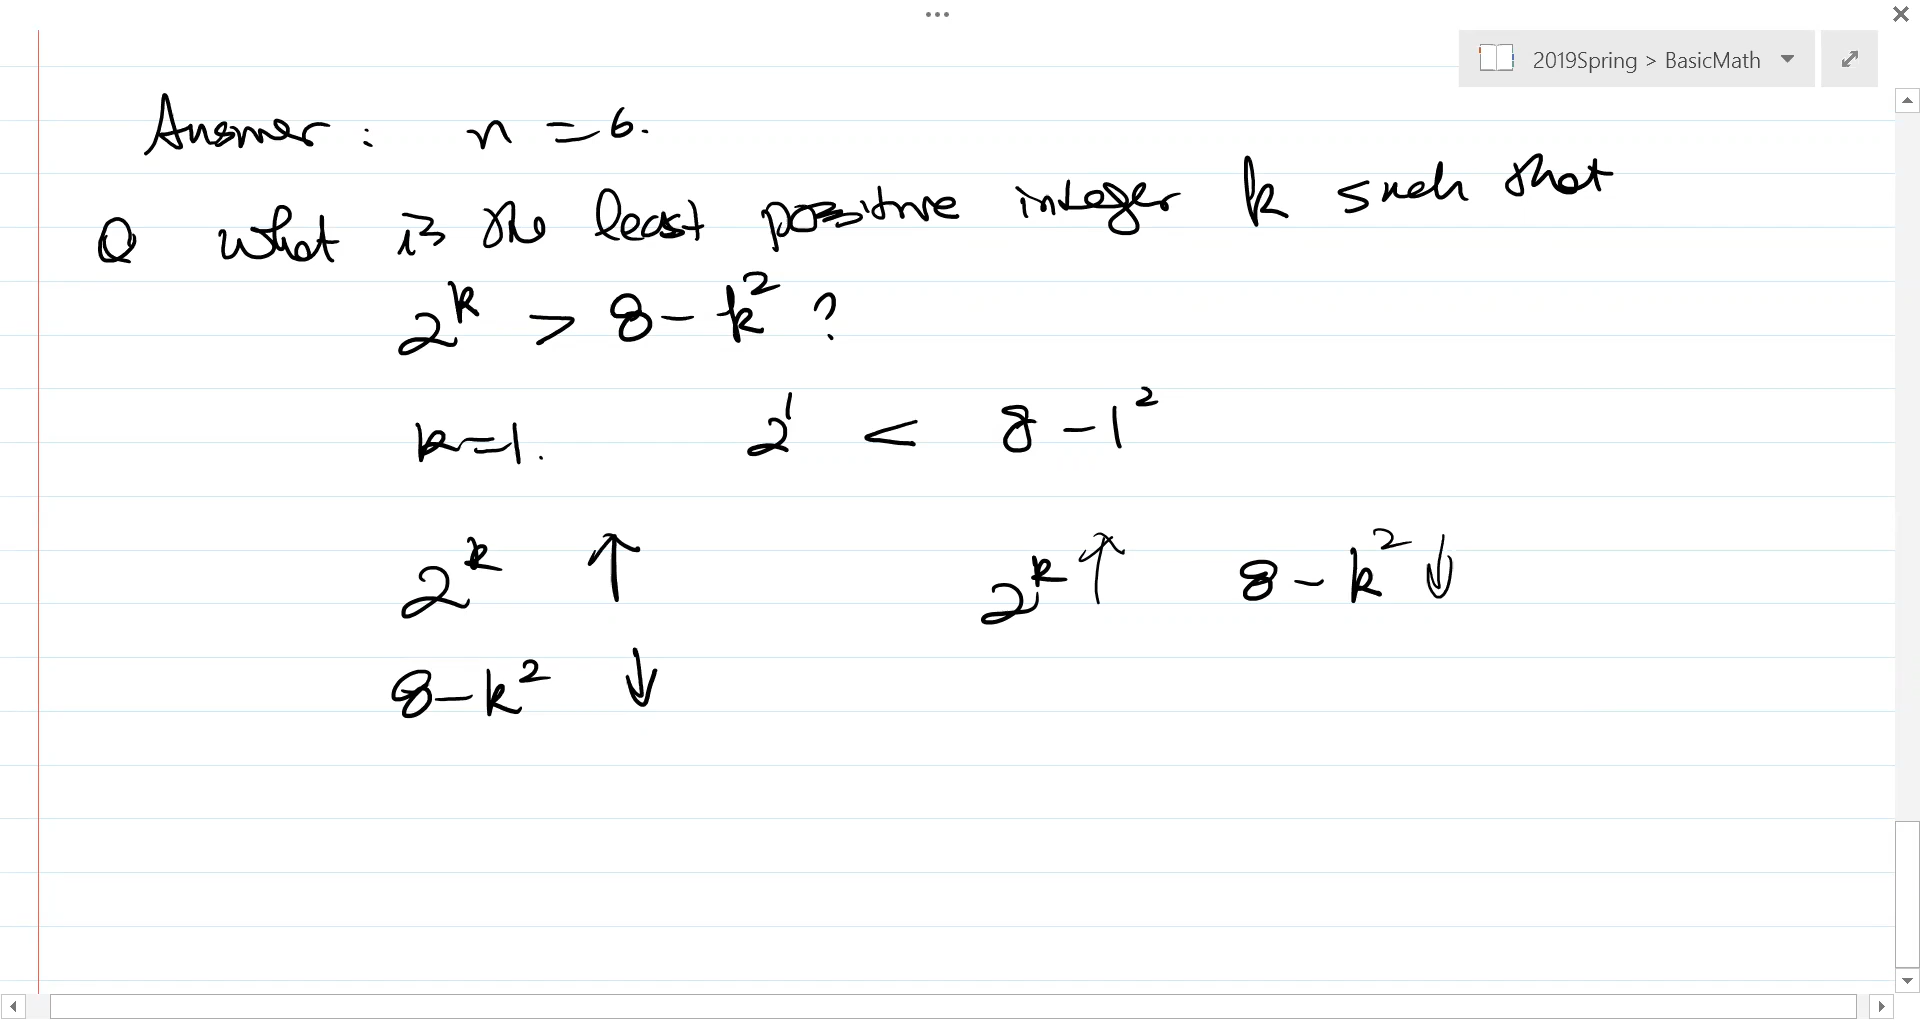 2019Spring > BasicMath
Answer : n = 6.
Q What is the least positive integer k such that
2^k > 8 - k^2 ?
k=1. 2^1 < 8 - 1^2
2^k ↑ 2^k ↑ 8 - k^2 ↓
8 - k^2 ↓